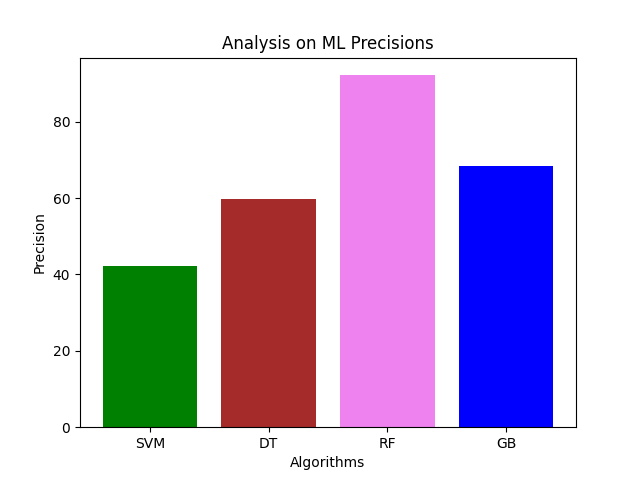 Analysis on ML Precisions
Precision
80
60
40
20
0
SVM DT RF GB
Algorithms